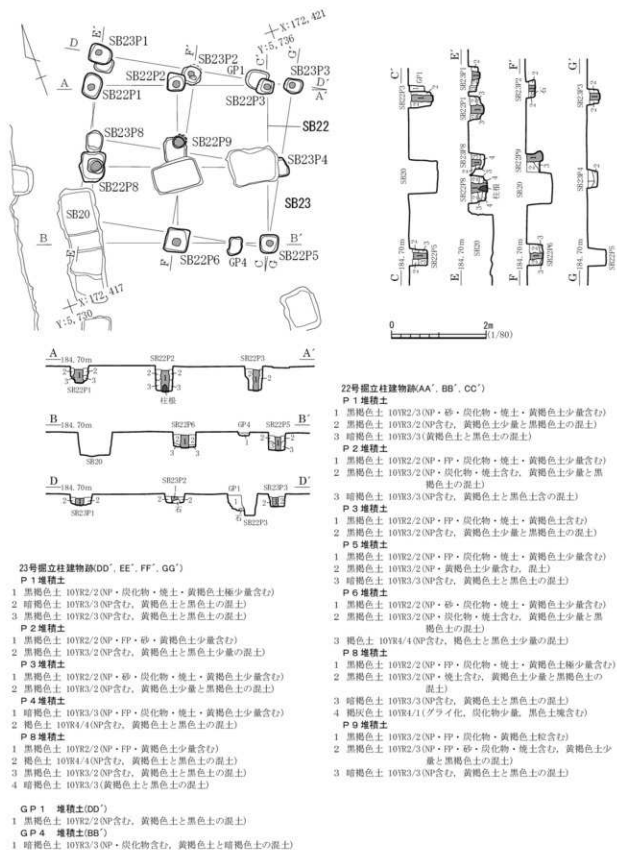 D
E´
SB23P1
A
SB22P1
SB22P2
F´
SB23P2
GP1
C´
G´
SB23P3
X:172,421
Y:5,736
D´
A´
SB22P3
SB22
SB23P8
SB22P9
SB22P8
SB23P4
SB23
SB20
B
E
SB22P6
F
GP4
C
G
B´
SB22P5
X:172,417
Y:5,730
C´
GP1
SB22P3
SB20
184.70m
SB22P5
C
E´
SB23P1
SB22P1
SB23P8
SB22P8
柱根
SB20
184.70m
E
F´
SB23P2
石
SB22P9
SB20
184.70m
SB22P6
F
G´
SB23P3
SB23P4
184.70m
SB22P5
G
0 2m
(1/80)
A 184.70m
SB22P1
SB22P2
柱根
SB22P3
A´
B 184.70m
SB20
SB22P6
GP4
SB22P5
B´
D 184.70m
SB23P1
SB23P2
石
GP1
石
SB22P3
SB23P3
D´
22号掘立柱建物跡(AA´, BB´, CC´)
P 1 堆積土
1 黒褐色土 10YR2/3(NP・砂・炭化物・焼土・黄褐色土少量含む)
2 黒褐色土 10YR3/2(NP含む, 黄褐色土少量と黒褐色土の混土)
3 暗褐色土 10YR3/3(黄褐色土と黒色土の混土)
P 2 堆積土
1 黒褐色土 10YR2/2(NP・FP・炭化物・焼土・黄褐色土少量含む)
2 黒褐色土 10YR3/2(NP・炭化物・焼土含む, 黄褐色土少量と黒
褐色土の混土)
3 暗褐色土 10YR3/3(NP含む, 黄褐色土と黒色土含の混土)
P 3 堆積土
1 黒褐色土 10YR2/2(NP・FP・炭化物・焼土・黄褐色土含む)
2 黒褐色土 10YR3/2(NP含む, 黄褐色土少量と黒褐色土の混土)
P 5 堆積土
1 黒褐色土 10YR2/2(NP・FP・炭化物・焼土・黄褐色土少量含む)
2 黒褐色土 10YR3/2(NP・黄褐色土少量含む, 混土)
3 暗褐色土 10YR3/3(NP含む, 黄褐色土と黒色土の混土)
P 6 堆積土
1 黒褐色土 10YR2/2(NP・砂・炭化物・焼土・黄褐色土少量含む)
2 黒褐色土 10YR3/2(NP・炭化物・焼土含む, 黄褐色土少量と黒
褐色土の混土)
3 褐色土 10YR4/4(NP含む, 褐色土と黒色土少量の混土)
P 8 堆積土
1 黒褐色土 10YR2/2(NP・FP・炭化物・焼土・黄褐色土極少量含む)
2 黒褐色土 10YR3/2(NP・焼土含む, 黄褐色土少量と黒褐色土の
混土)
3 暗褐色土 10YR3/3(NP含む, 黄褐色土と黒色土の混土)
4 褐灰色土 10YR4/1(グライ化, 炭化物少量, 黒色土塊含む)
P 9 堆積土
1 黒褐色土 10YR3/2(NP・FP・炭化物・黄褐色土粒含む)
2 黒褐色土 10YR2/3(NP・FP・砂・炭化物・焼土含む, 黄褐色土少
量と黒褐色土の混土)
3 暗褐色土 10YR3/3(NP含む, 黄褐色土と黒色土の混土)
23号掘立柱建物跡(DD´, EE´, FF´, GG´)
P 1 堆積土
1 黒褐色土 10YR2/2(NP・炭化物・焼土・黄褐色土極少量含む)
2 暗褐色土 10YR3/3(NP含む, 黄褐色土と黒色土の混土)
3 黒褐色土 10YR2/2(NP含む, 黄褐色土と黒色土の混土)
P 2 堆積土
1 黒褐色土 10YR2/2(NP・FP・砂・黄褐色土少量含む)
2 黒褐色土 10YR3/2(NP含む, 黄褐色土と黒色土少量の混土)
P 3 堆積土
1 黒褐色土 10YR2/2(NP・砂・炭化物・焼土・黄褐色土少量含む)
2 黒褐色土 10YR3/2(NP含む, 黄褐色土少量と黒褐色土の混土)
P 4 堆積土
1 暗褐色土 10YR3/3(NP・FP・炭化物・焼土・黄褐色土少量含む)
2 褐色土 10YR4/4(NP含む, 黄褐色土と黒色土の混土)
P 8 堆積土
1 黒褐色土 10YR2/2(NP・FP・黄褐色土少量含む)
2 褐色土 10YR4/4(NP含む, 黄褐色土と黒色土の混土)
3 黒褐色土 10YR3/2(NP含む, 黄褐色土と黒色土の混土)
4 暗褐色土 10YR3/3(黄褐色土と黒色土の混土)
GP 1 堆積土(DD´)
1 黒褐色土 10YR2/2(NP含む, 黄褐色土と黒色土の混土)
GP 4 堆積土(BB´)
1 暗褐色土 10YR3/3(NP・炭化物含む, 黄褐色土と暗褐色土の混土)